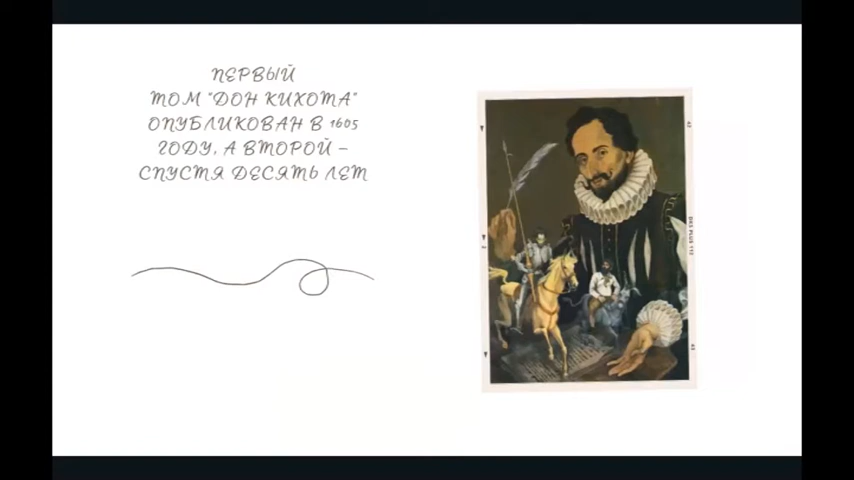 ПЕРВЫЙ
ТОМ "ДОН КИХОТА"
ОПУБЛИКОВАН В 1605
ГОДУ, А ВТОРОЙ –
СПУСТЯ ДЕСЯТЬ ЛЕТ